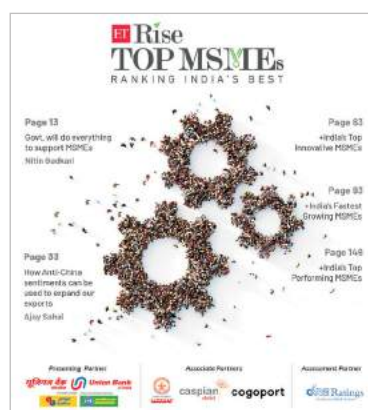 ET Rise
TOP MSMEs
RANKING INDIA'S BEST
Page 13
Govt. will do everything
to support MSMEs
Nitin Gadkari
Page 33
How Anti-China
sentiments can be
used to expand our
exports
Ajay Sahai
Page 63
+India's Top
Innovative MSMEs
Page 93
+India's Fastest
Growing MSMEs
Page 149
+India's Top
Performing MSMEs
Presenting Partner
यूनियन बैंक Union Bank
Associate Partners
caspian debt
cogoport
Assessment Partner
Ratings